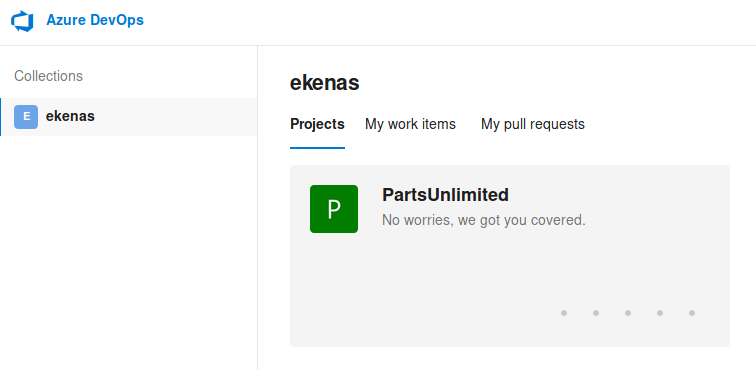 Azure DevOps
Collections
E ekenas
ekenas
Projects My work items My pull requests
P PartsUnlimited
No worries, we got you covered.